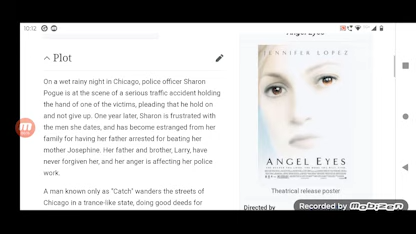 10:12
Angel Eyes
Plot
On a wet rainy night in Chicago, police officer Sharon
Pogue is at the scene of a serious traffic accident holding
the hand of one of the victims, pleading that he hold on
and not give up. One year later, Sharon is frustrated with
the men she dates, and has become estranged from her
family for having her father arrested for beating her
mother Josephine. Her father and brother, Larry, have
never forgiven her, and her anger is affecting her police
work.
A man known only as "Catch" wanders the streets of
Chicago in a trance-like state, doing good deeds for
JENNIFER LOPEZ
ANGEL EYES
Theatrical release poster
Directed by
Recorded by mobizen